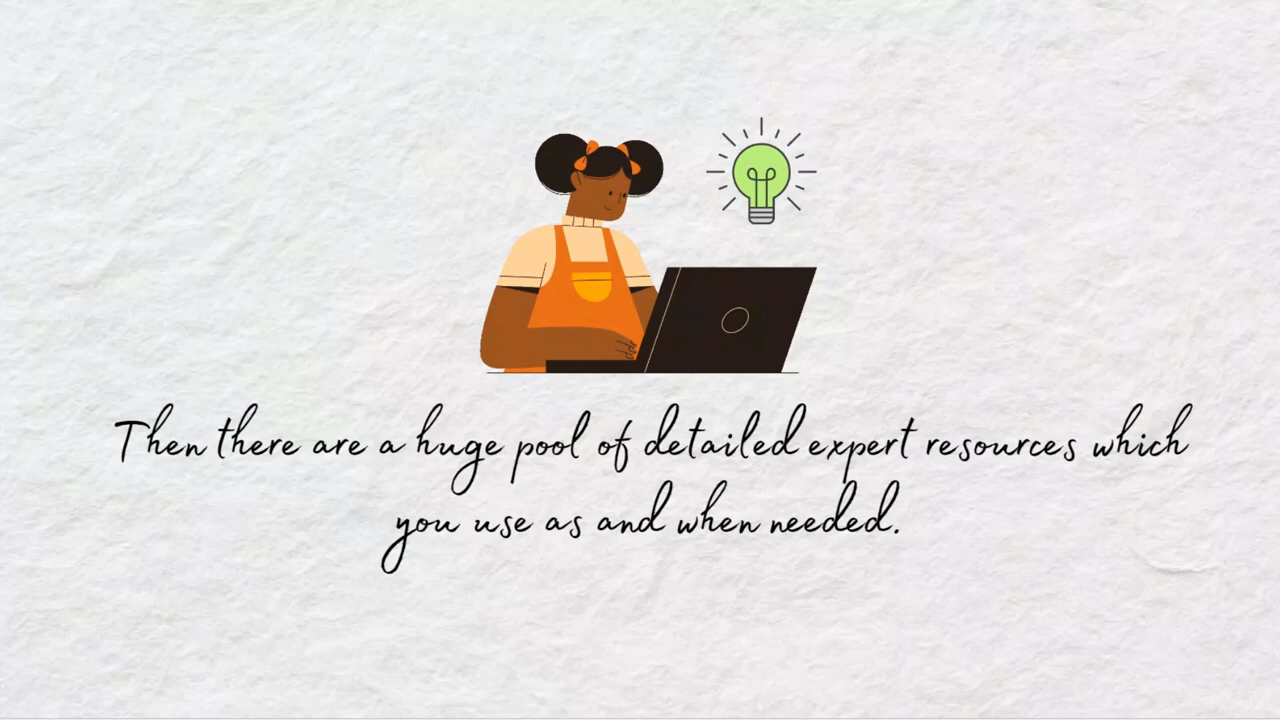 Then there are a huge pool of detailed expert resources which
you use as and when needed.